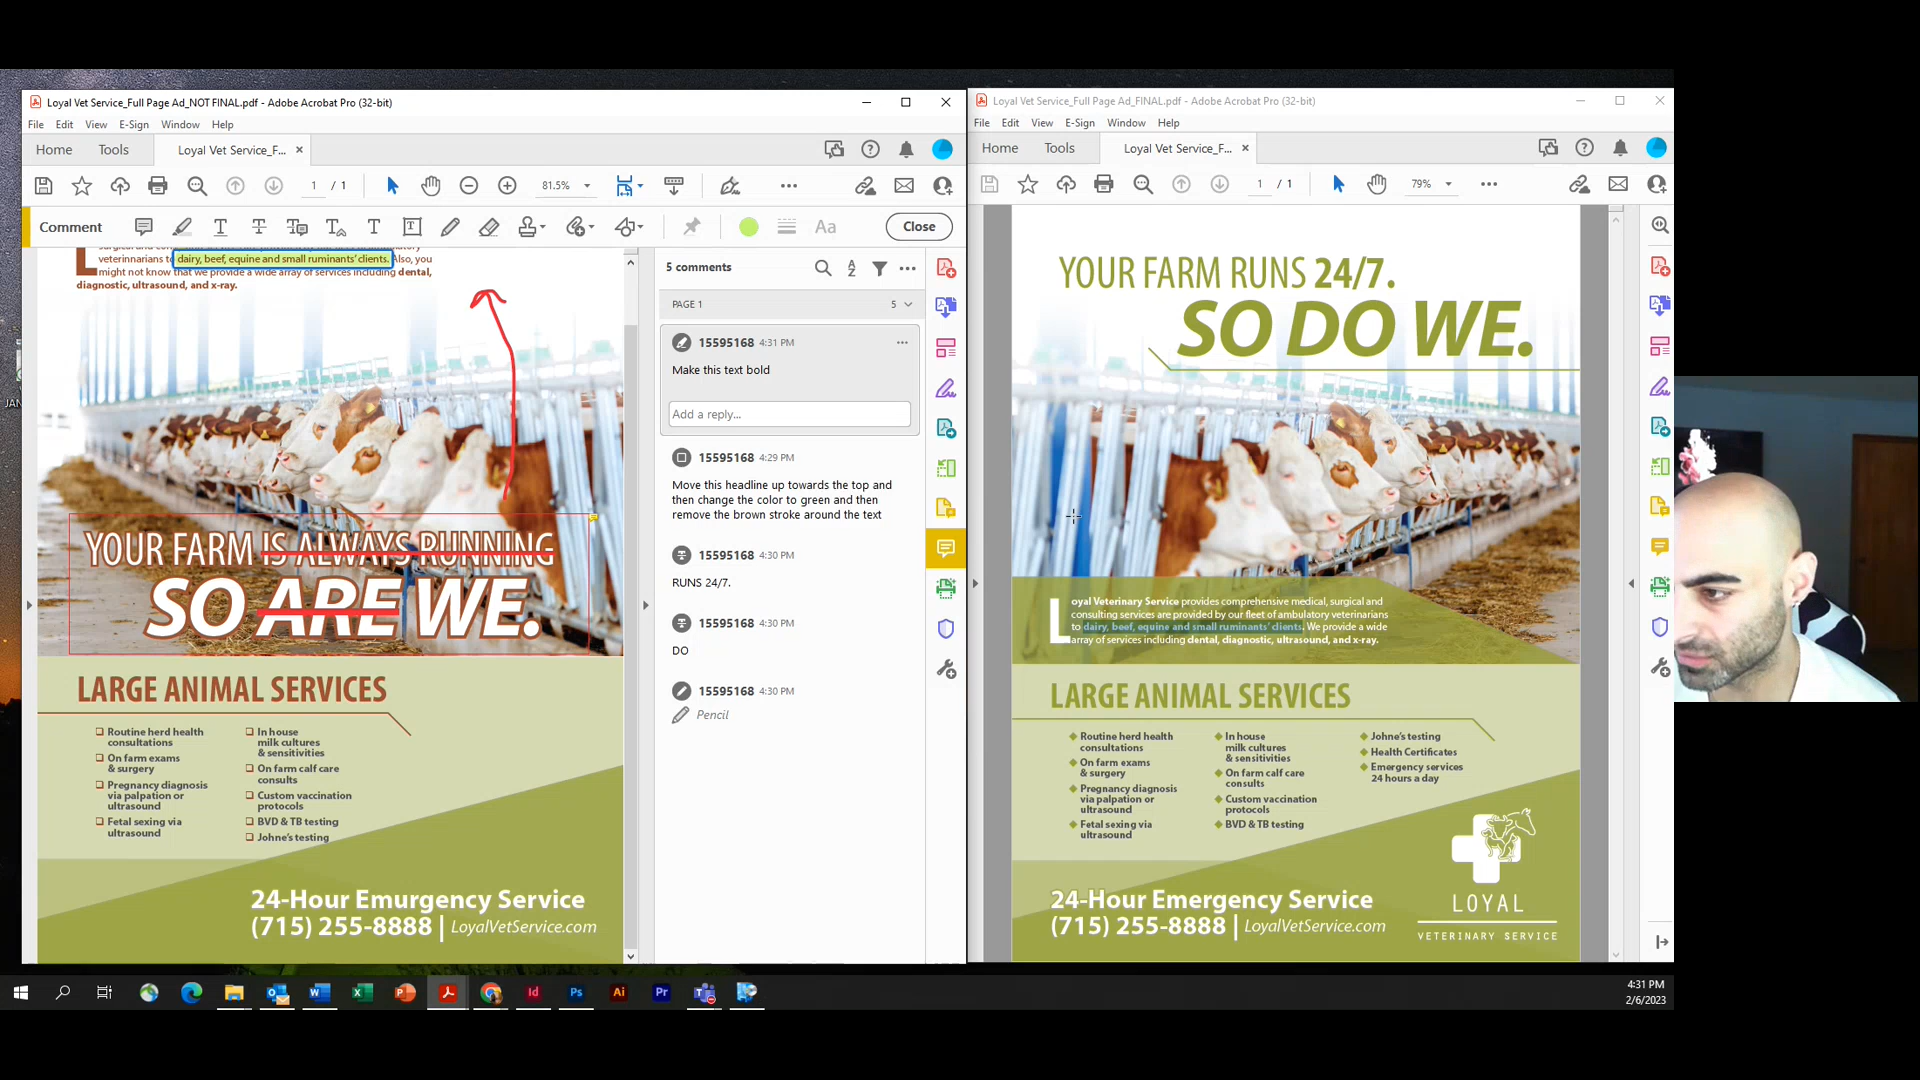 Loyal Vet Service_Full Page Ad_NOT FINAL.pdf - Adobe Acrobat Pro (32-bit)
File Edit View E-Sign Window Help
Home Tools Loyal Vet Service_F...
1 / 1 81.5%
Comment Close
veterinnarians to dairy, beef, equine and small ruminants' clients. Also, you
might not know that we provide a wide array of services including dental,
diagnostic, ultrasound, and x-ray.
YOUR FARM IS ALWAYS RUNNING
SO ARE WE.
LARGE ANIMAL SERVICES
Routine herd health
consultations
On farm exams
& surgery
Pregnancy diagnosis
via palpation or
ultrasound
Fetal sexing via
ultrasound
In house
milk cultures
& sensitivities
On farm calf care
consults
Custom vaccination
protocols
BVD & TB testing
Johne's testing
24-Hour Emurgency Service
(715) 255-8888 | LoyalVetService.com
5 comments
PAGE 1 5
15595168 4:31 PM
Make this text bold
Add a reply...
15595168 4:29 PM
Move this headline up towards the top and
then change the color to green and then
remove the brown stroke around the text
15595168 4:30 PM
RUNS 24/7.
15595168 4:30 PM
DO
15595168 4:30 PM
Pencil
Loyal Vet Service_Full Page Ad_FINAL.pdf - Adobe Acrobat Pro (32-bit)
File Edit View E-Sign Window Help
Home Tools Loyal Vet Service_F...
1 / 1 79%
YOUR FARM RUNS 24/7.
SO DO WE.
Loyal Veterinary Service provides comprehensive medical, surgical and
consulting services are provided by our fleet of ambulatory veterinarians
to dairy, beef, equine and small ruminants' clients. We provide a wide
array of services including dental, diagnostic, ultrasound, and x-ray.
LARGE ANIMAL SERVICES
Routine herd health
consultations
On farm exams
& surgery
Pregnancy diagnosis
via palpation or
ultrasound
Fetal sexing via
ultrasound
In house
milk cultures
& sensitivities
On farm calf care
consults
Custom vaccination
protocols
BVD & TB testing
Johne's testing
Health Certificates
Emergency services
24 hours a day
24-Hour Emergency Service
(715) 255-8888 | LoyalVetService.com
LOYAL
VETERINARY SERVICE
4:31 PM
2/6/2023